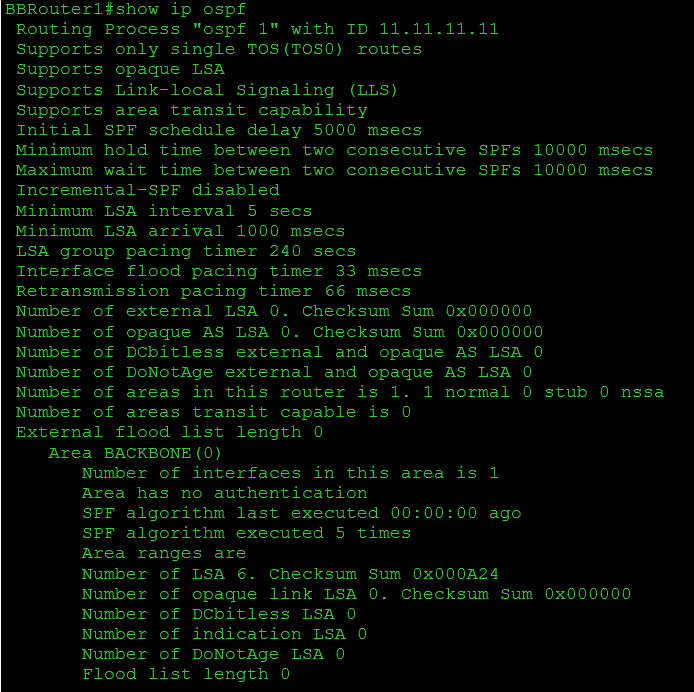 BBRouter1#show ip ospf
Routing Process "ospf 1" with ID 11.11.11.11
Supports only single TOS(TOS0) routes
Supports opaque LSA
Supports Link-local Signaling (LLS)
Supports area transit capability
Initial SPF schedule delay 5000 msecs
Minimum hold time between two consecutive SPFs 10000 msecs
Maximum wait time between two consecutive SPFs 10000 msecs
Incremental-SPF disabled
Minimum LSA interval 5 secs
Minimum LSA arrival 1000 msecs
LSA group pacing timer 240 secs
Interface flood pacing timer 33 msecs
Retransmission pacing timer 66 msecs
Number of external LSA 0. Checksum Sum 0x000000
Number of opaque AS LSA 0. Checksum Sum 0x000000
Number of DCbitless external and opaque AS LSA 0
Number of DoNotAge external and opaque AS LSA 0
Number of areas in this router is 1. 1 normal 0 stub 0 nssa
Number of areas transit capable is 0
External flood list length 0
Area BACKBONE(0)
Number of interfaces in this area is 1
Area has no authentication
SPF algorithm last executed 00:00:00 ago
SPF algorithm executed 5 times
Area ranges are
Number of LSA 6. Checksum Sum 0x000A24
Number of opaque link LSA 0. Checksum Sum 0x000000
Number of DCbitless LSA 0
Number of indication LSA 0
Number of DoNotAge LSA 0
Flood list length 0